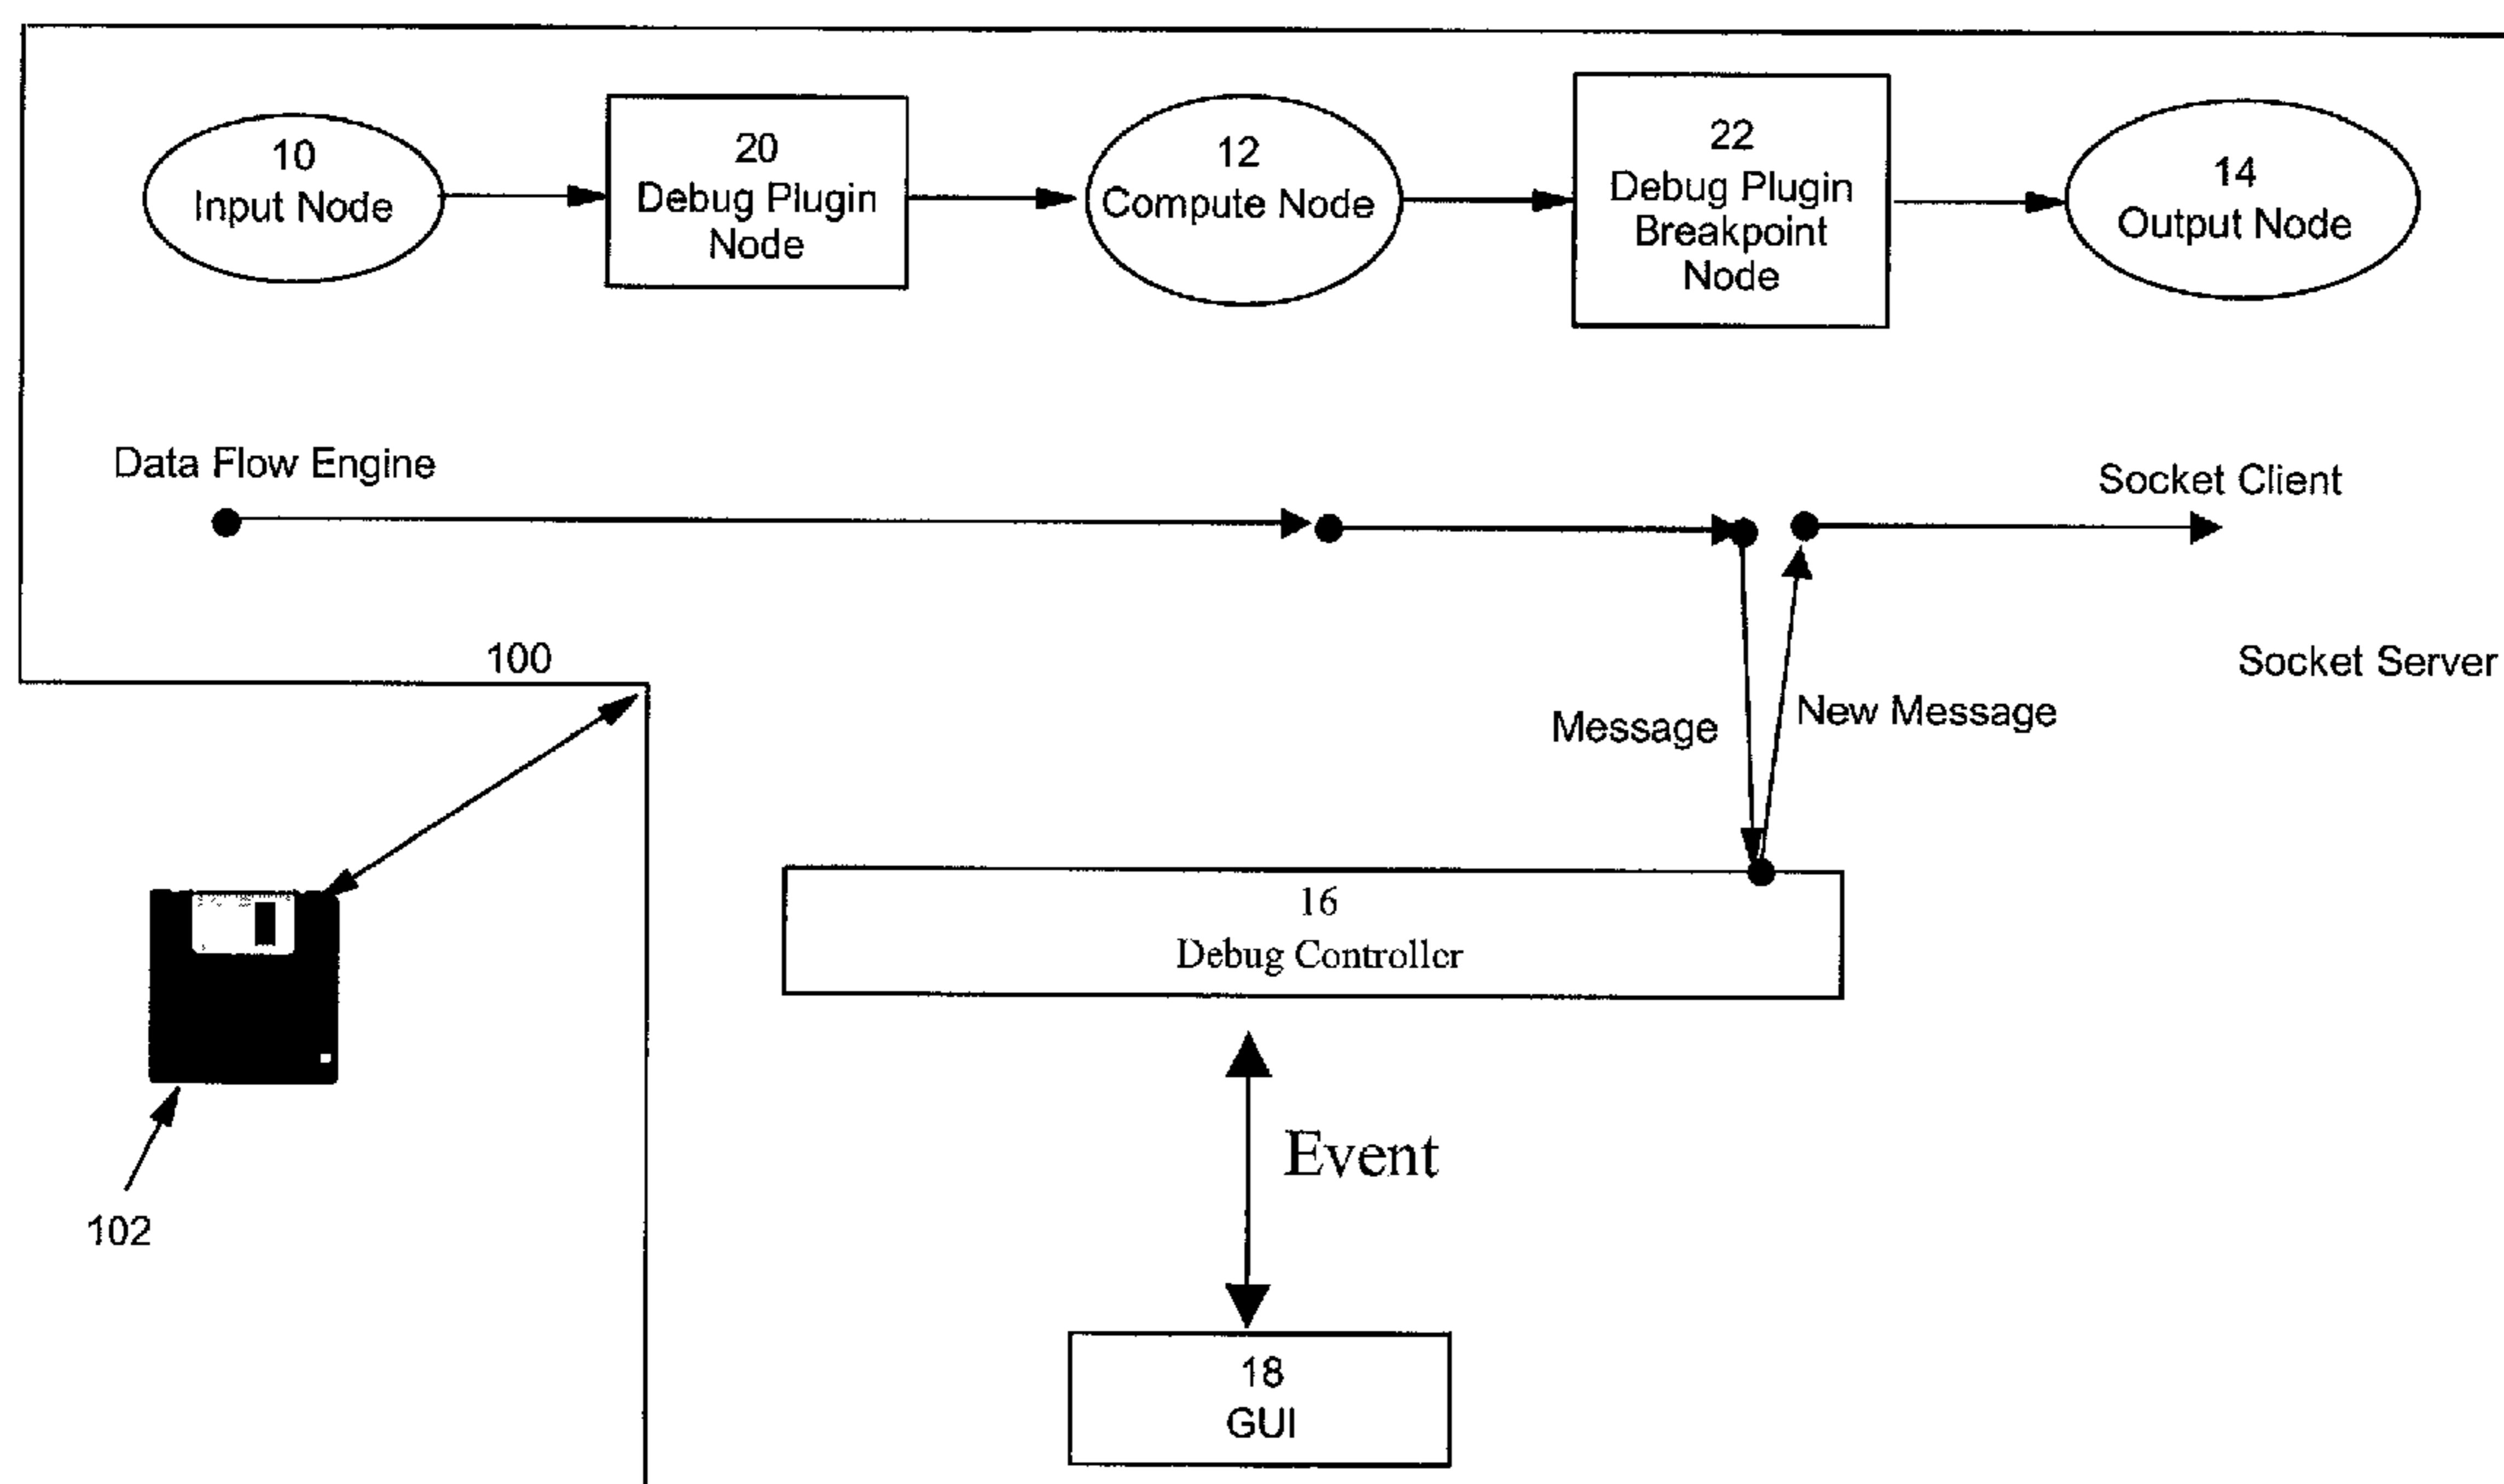 10
Input Node
20
Debug Plugin
Node
12
Compute Node
22
Debug Plugin
Breakpoint
Node
14
Output Node
Data Flow Engine
Socket Client
100
Socket Server
Message
New Message
16
Debug Controller
102
Event
18
GUI